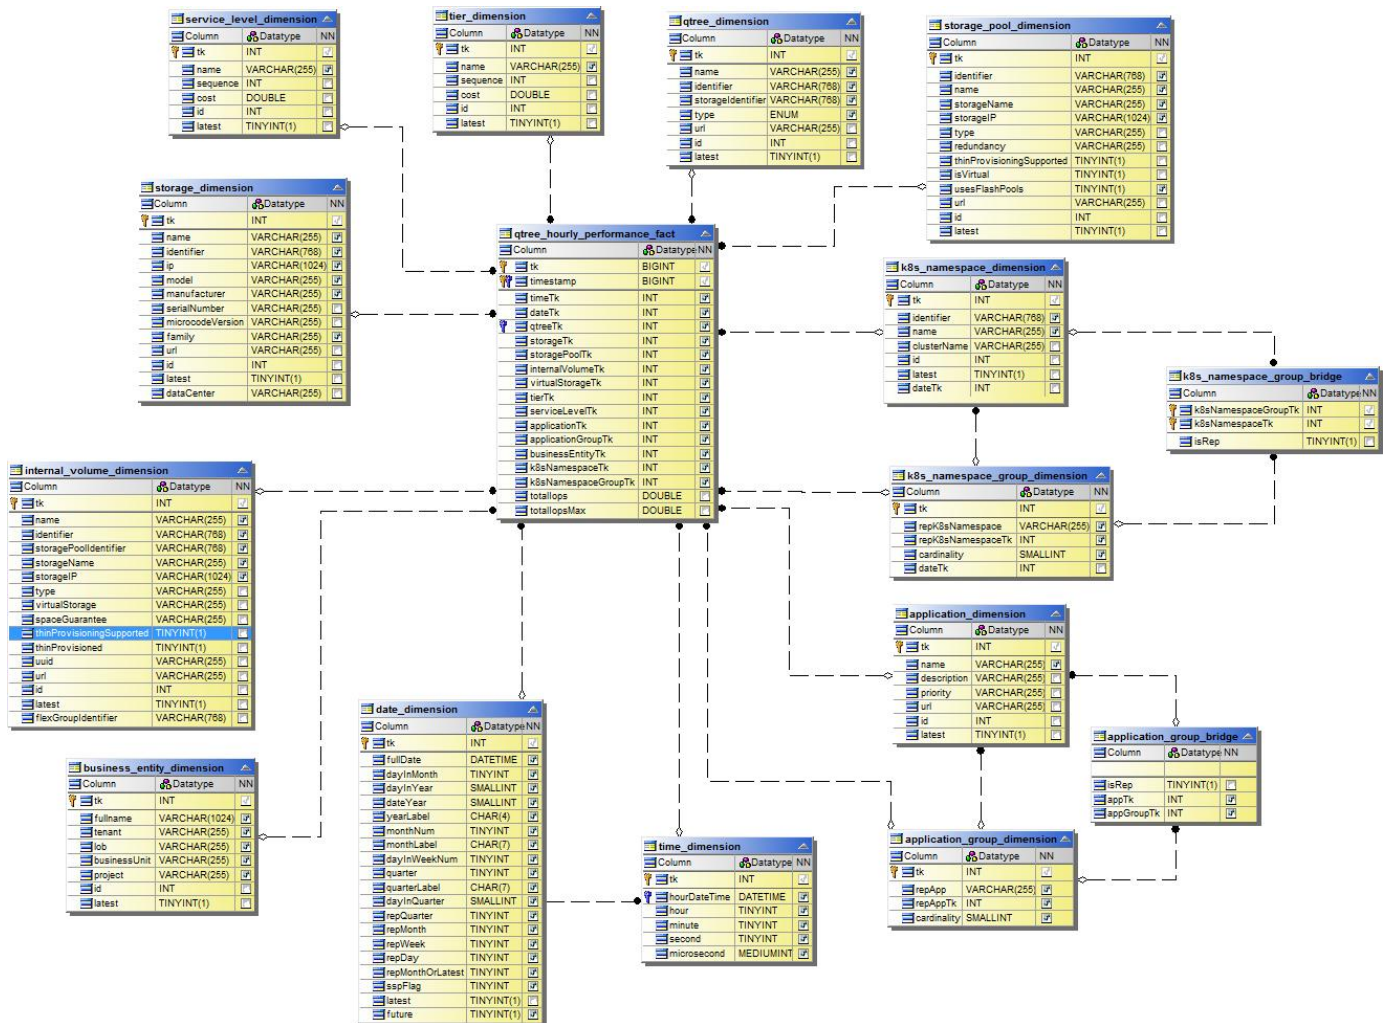 service_level_dimension
Column Datatype NN
tk INT
name VARCHAR(255)
sequence INT
cost DOUBLE
id INT
latest TINYINT(1)
tier_dimension
Column Datatype NN
tk INT
name VARCHAR(255)
sequence INT
cost DOUBLE
id INT
latest TINYINT(1)
qtree_dimension
Column Datatype NN
tk INT
name VARCHAR(255)
identifier VARCHAR(768)
storageIdentifier VARCHAR(768)
type ENUM
url VARCHAR(255)
id INT
latest TINYINT(1)
storage_pool_dimension
Column Datatype NN
tk INT
identifier VARCHAR(768)
name VARCHAR(255)
storageName VARCHAR(255)
storageIP VARCHAR(1024)
type VARCHAR(255)
redundancy VARCHAR(255)
thinProvisioningSupported TINYINT(1)
isVirtual TINYINT(1)
usesFlashPools TINYINT(1)
url VARCHAR(255)
id INT
latest TINYINT(1)
storage_dimension
Column Datatype NN
tk INT
name VARCHAR(255)
identifier VARCHAR(768)
ip VARCHAR(1024)
model VARCHAR(255)
manufacturer VARCHAR(255)
serialNumber VARCHAR(255)
microcodeVersion VARCHAR(255)
family VARCHAR(255)
url VARCHAR(255)
id INT
latest TINYINT(1)
dataCenter VARCHAR(255)
qtree_hourly_performance_fact
Column Datatype NN
tk BIGINT
timestamp BIGINT
timeTk INT
dateTk INT
qtreeTk INT
storageTk INT
storagePoolTk INT
internalVolumeTk INT
virtualStorageTk INT
tierTk INT
serviceLevelTk INT
applicationTk INT
applicationGroupTk INT
businessEntityTk INT
k8sNamespaceTk INT
k8sNamespaceGroupTk INT
totalIops DOUBLE
totalIopsMax DOUBLE
k8s_namespace_dimension
Column Datatype NN
tk INT
identifier VARCHAR(768)
name VARCHAR(255)
clusterName VARCHAR(255)
id INT
latest TINYINT(1)
dateTk INT
k8s_namespace_group_bridge
Column Datatype NN
k8sNamespaceGroupTk INT
k8sNamespaceTk INT
isRep TINYINT(1)
internal_volume_dimension
Column Datatype NN
tk INT
name VARCHAR(255)
identifier VARCHAR(768)
storagePoolIdentifier VARCHAR(768)
storageName VARCHAR(255)
storageIP VARCHAR(1024)
type VARCHAR(255)
virtualStorage VARCHAR(255)
spaceGuarantee VARCHAR(255)
thinProvisioningSupported TINYINT(1)
thinProvisioned TINYINT(1)
uuid VARCHAR(255)
url VARCHAR(255)
id INT
latest TINYINT(1)
flexGroupIdentifier VARCHAR(768)
k8s_namespace_group_dimension
Column Datatype NN
tk INT
repK8sNamespace VARCHAR(255)
repK8sNamespaceTk INT
cardinality SMALLINT
dateTk INT
application_dimension
Column Datatype NN
tk INT
name VARCHAR(255)
description VARCHAR(255)
priority VARCHAR(255)
url VARCHAR(255)
id INT
latest TINYINT(1)
application_group_bridge
Column Datatype NN
isRep TINYINT(1)
appTk INT
appGroupTk INT
business_entity_dimension
Column Datatype NN
tk INT
fullname VARCHAR(1024)
tenant VARCHAR(255)
lob VARCHAR(255)
businessUnit VARCHAR(255)
project VARCHAR(255)
id INT
latest TINYINT(1)
date_dimension
Column Datatype NN
tk INT
fullDate DATETIME
dayInMonth TINYINT
dayInYear SMALLINT
dateYear SMALLINT
yearLabel CHAR(4)
monthNum TINYINT
monthLabel CHAR(7)
dayInWeekNum TINYINT
quarter TINYINT
quarterLabel CHAR(7)
dayInQuarter SMALLINT
repQuarter TINYINT
repMonth TINYINT
repWeek TINYINT
repDay TINYINT
repMonthOrLatest TINYINT
sspFlag TINYINT
latest TINYINT(1)
future TINYINT(1)
time_dimension
Column Datatype NN
tk INT
hourDateTime DATETIME
hour TINYINT
minute TINYINT
second TINYINT
microsecond MEDIUMINT
application_group_dimension
Column Datatype NN
tk INT
repApp VARCHAR(255)
repAppTk INT
cardinality SMALLINT